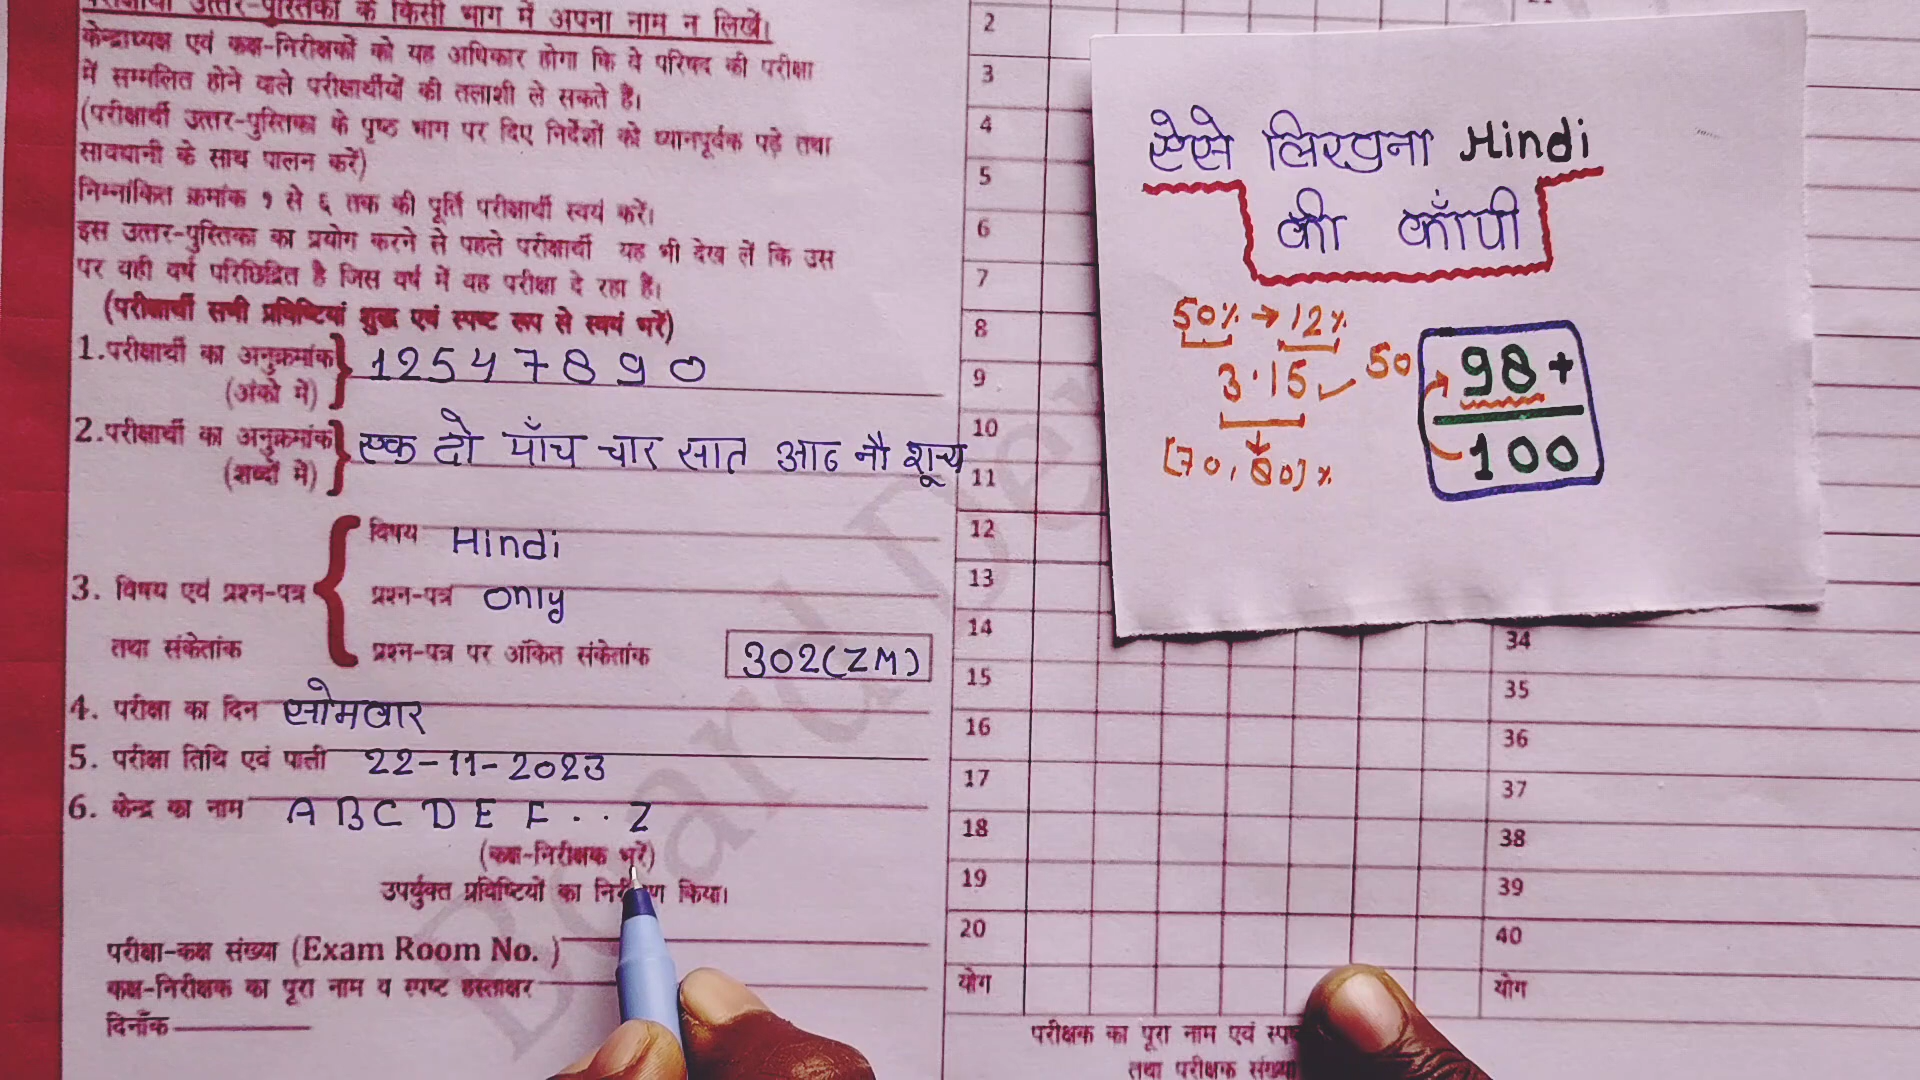 परीक्षार्थी उत्तर-पुस्तिका के किसी भाग में अपना नाम न लिखें।
केन्द्राध्यक्ष एवं कक्ष-निरीक्षकों को यह अधिकार होगा कि वे परिषद की परीक्षा
में सम्मलित होने वाले परीक्षार्थीयों की तलाशी ले सकते हैं।
(परीक्षार्थी उत्तर-पुस्तिका के पृष्ठ भाग पर दिए निर्देशों को ध्यानपूर्वक पढ़े तथा
सावधानी के साथ पालन करें)
निम्नांकित क्रमांक १ से ६ तक की पूर्ति परीक्षार्थी स्वयं करें।
इस उत्तर-पुस्तिका का प्रयोग करने से पहले परीक्षार्थी यह भी देख लें कि उस
पर वही वर्ष परिछिद्रित है जिस वर्ष में वह परीक्षा दे रहा है।
(परीक्षार्थी सभी प्रविष्टियां शुद्ध एवं स्पष्ट रूप से स्वयं भरें)
1. परीक्षार्थी का अनुक्रमांक 12547890
(अंको में)
2. परीक्षार्थी का अनुक्रमांक एक दो पाँच चार सात आठ नौ शून्य
(शब्दों में)
विषय Hindi
3. विषय एवं प्रश्न-पत्र प्रश्न-पत्र only
तथा संकेतांक प्रश्न-पत्र पर अंकित संकेतांक 302(ZM)
4. परीक्षा का दिन सोमवार
5. परीक्षा तिथि एवं पाली 22-11-2023
6. केन्द्र का नाम A B C D E F . . Z
(कक्ष-निरीक्षक भरें)
उपर्युक्त प्रविष्टियों का निरीक्षण किया।
परीक्षा-कक्ष संख्या (Exam Room No. )
कक्ष-निरीक्षक का पूरा नाम व स्पष्ट हस्ताक्षर
दिनाँक
2
3
4
5
6
7
8
9
10
11
12
13
14
15
16
17
18
19
20
योग
ऐसे लिखना Hindi
की कॉपी
50% → 12%
3.15 50
[70, 80] %
98+
100
34
35
36
37
38
39
40
योग
परीक्षक का पूरा नाम एवं
तथा परीक्षक संख्या